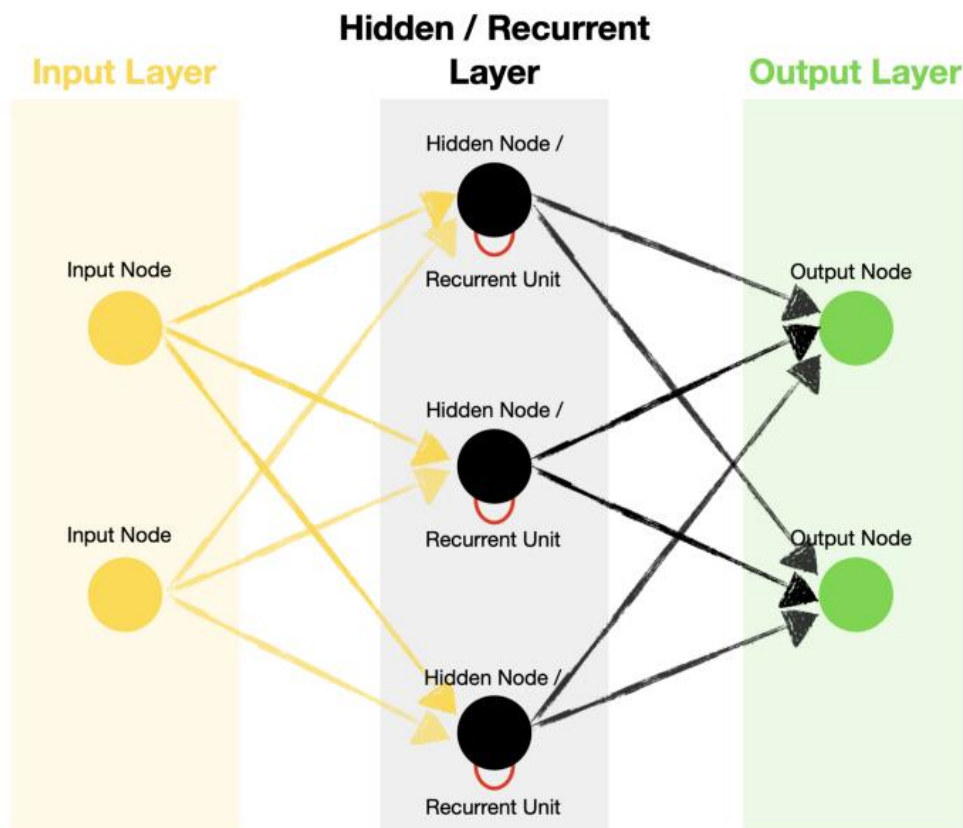 Hidden / Recurrent
Layer
Input Layer
Output Layer
Hidden Node /
Recurrent Unit
Input Node
Output Node
Hidden Node /
Recurrent Unit
Input Node
Output Node
Hidden Node /
Recurrent Unit